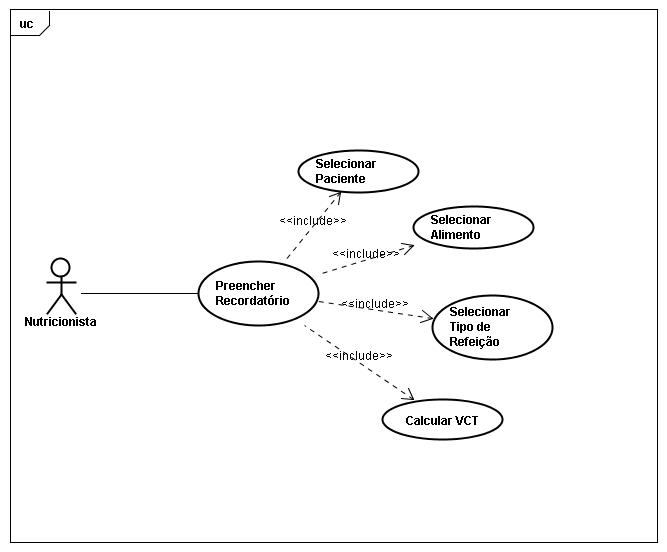 uc
Selecionar
Paciente
<<include>>
Selecionar
Alimento
<<include>>
Preencher
Recordatório
<<include>>
Selecionar
Tipo de
Refeição
Nutricionista
<<include>>
Calcular VCT